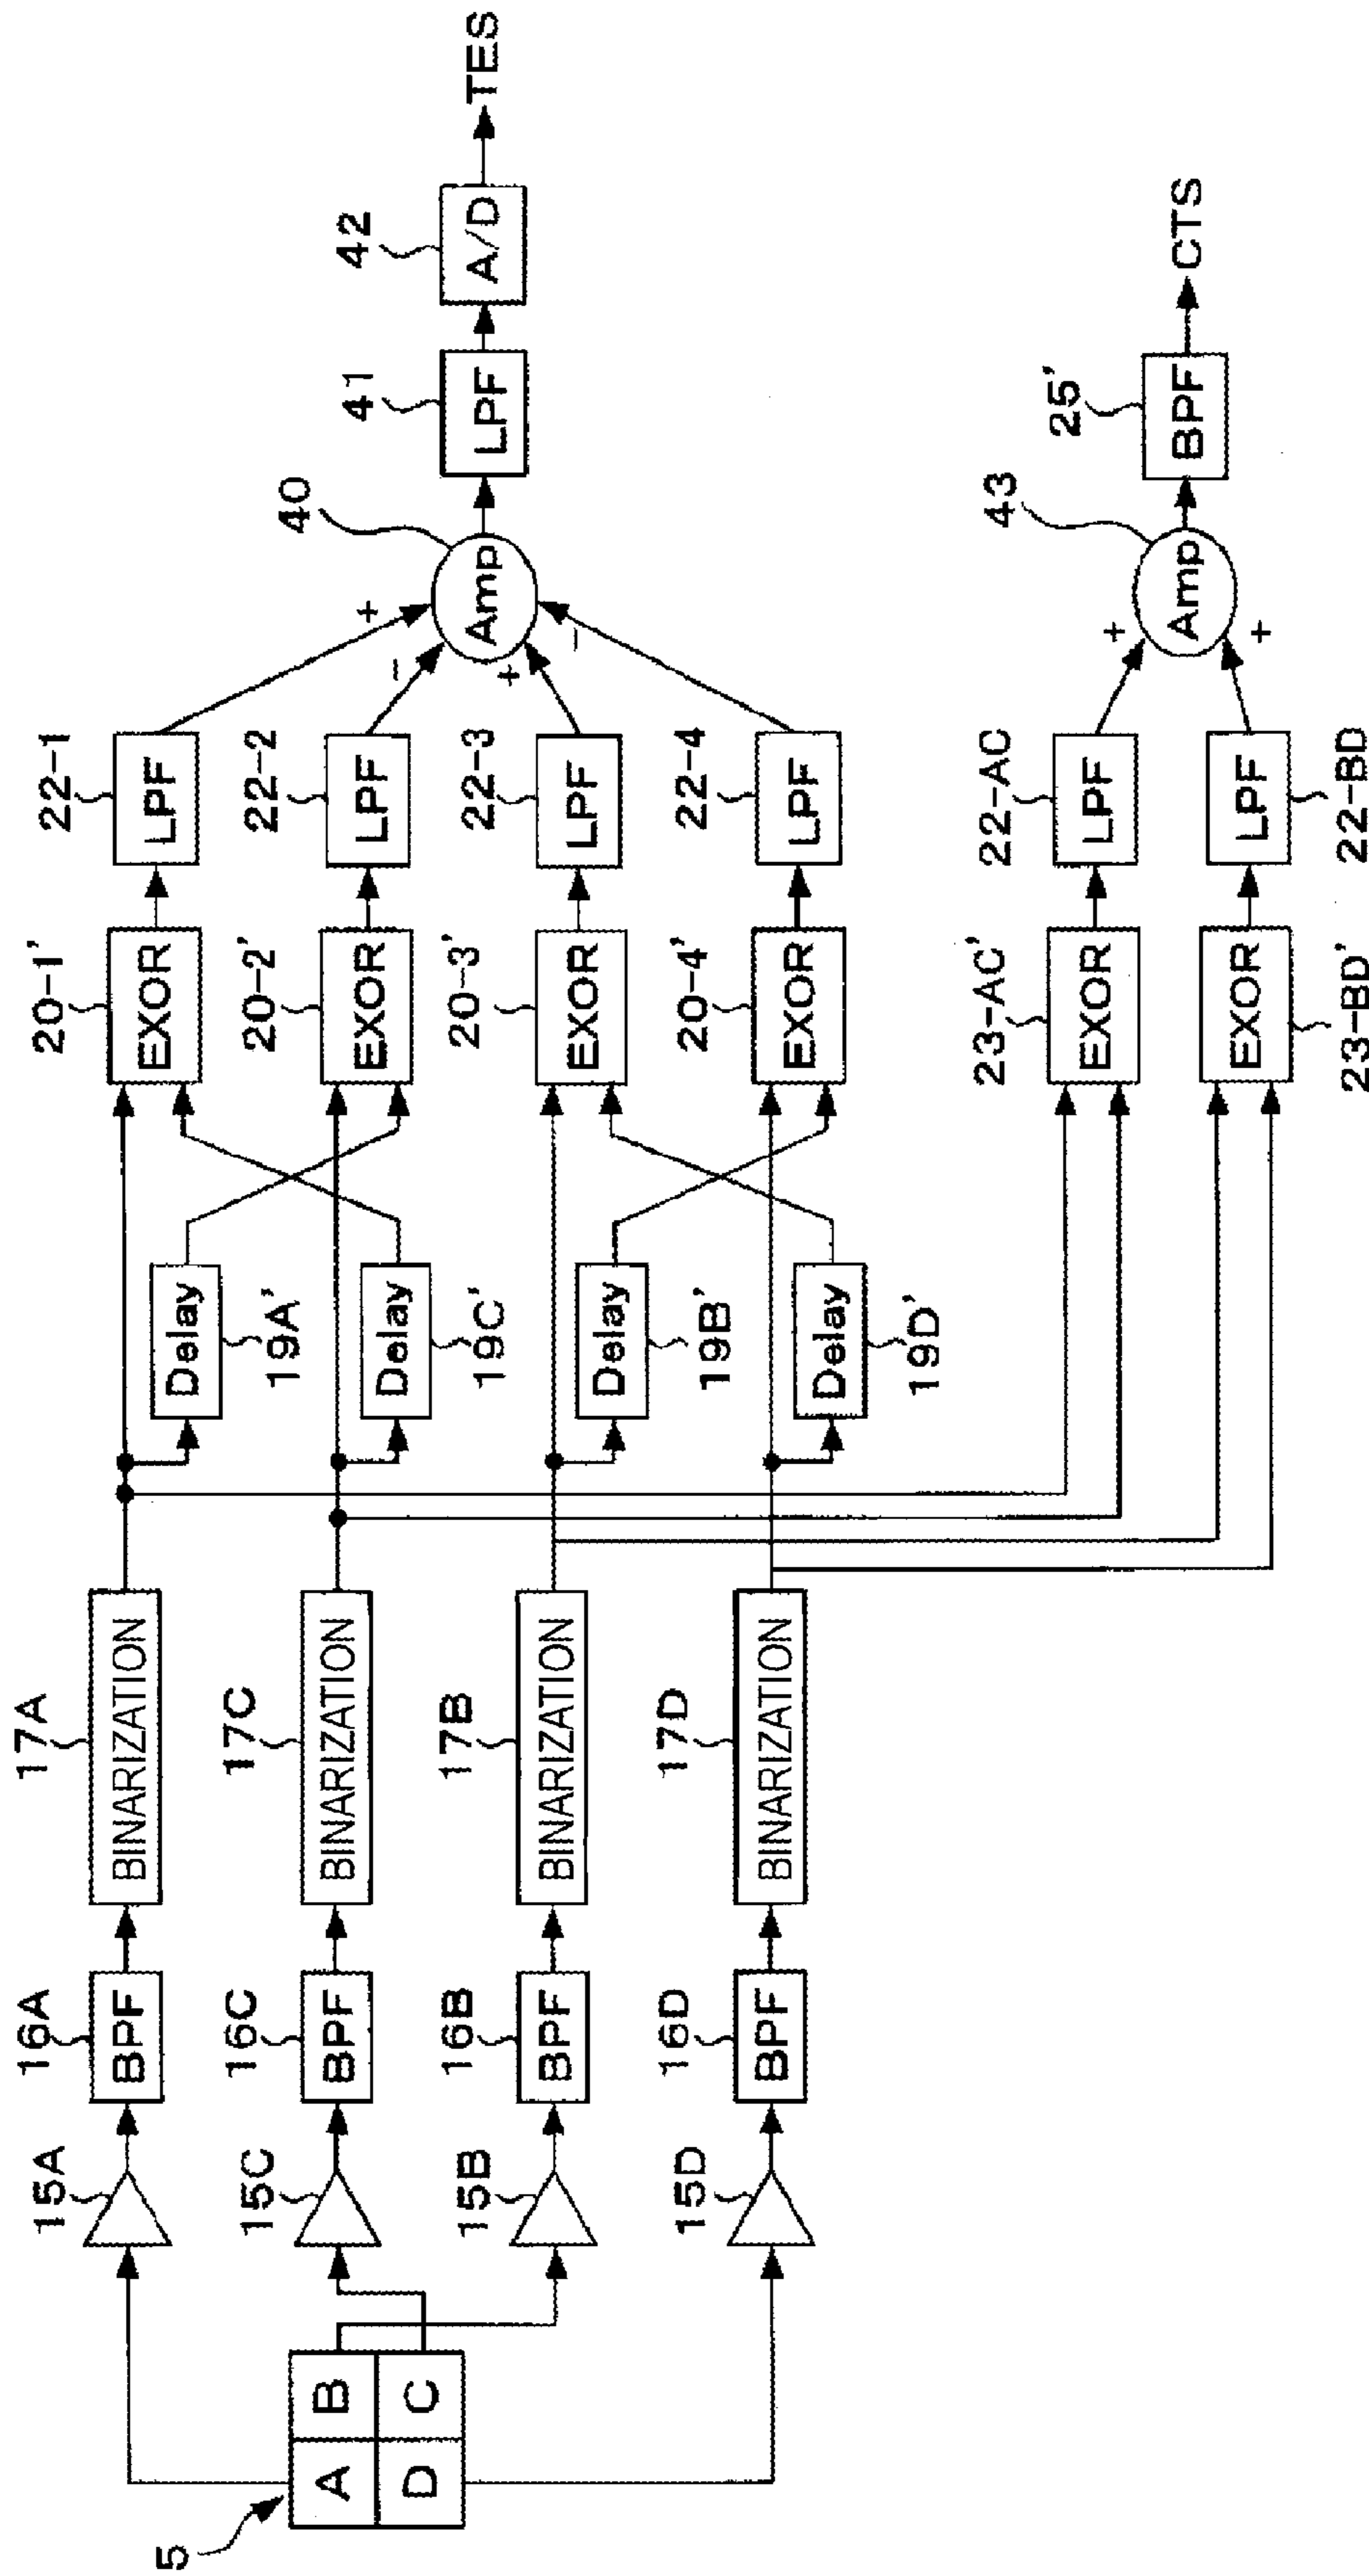 5
A
B
D
C
15A
16A
17A
BPF
BINARIZATION
15C
16C
17C
BPF
BINARIZATION
15B
16B
17B
BPF
BINARIZATION
15D
16D
17D
BPF
BINARIZATION
Delay
19A'
Delay
19C'
Delay
19B'
Delay
19D'
20-1'
EXOR
22-1
LPF
20-2'
EXOR
22-2
LPF
20-3'
EXOR
22-3
LPF
20-4'
EXOR
22-4
LPF
+
-
+
-
40
Amp
41
LPF
42
A/D
TES
23-AC'
EXOR
22-AC
LPF
EXOR
23-BD'
LPF
22-BD
+
+
43
Amp
25'
BPF
CTS